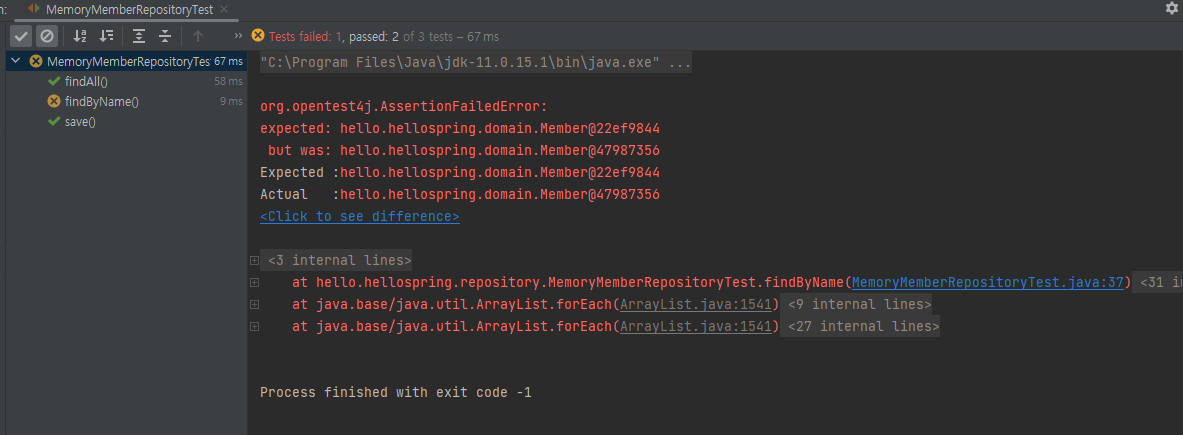 n: MemoryMemberRepositoryTest ×
» Tests failed: 1, passed: 2 of 3 tests – 67 ms
MemoryMemberRepositoryTes 67 ms
findAll() 58 ms
findByName() 9 ms
save()
"C:\Program Files\Java\jdk-11.0.15.1\bin\java.exe" ...
org.opentest4j.AssertionFailedError:
expected: hello.hellospring.domain.Member@22ef9844
but was: hello.hellospring.domain.Member@47987356
Expected :hello.hellospring.domain.Member@22ef9844
Actual   :hello.hellospring.domain.Member@47987356
<Click to see difference>
<3 internal lines>
at hello.hellospring.repository.MemoryMemberRepositoryTest.findByName(MemoryMemberRepositoryTest.java:37) <31 i
at java.base/java.util.ArrayList.forEach(ArrayList.java:1541) <9 internal lines>
at java.base/java.util.ArrayList.forEach(ArrayList.java:1541) <27 internal lines>
Process finished with exit code -1